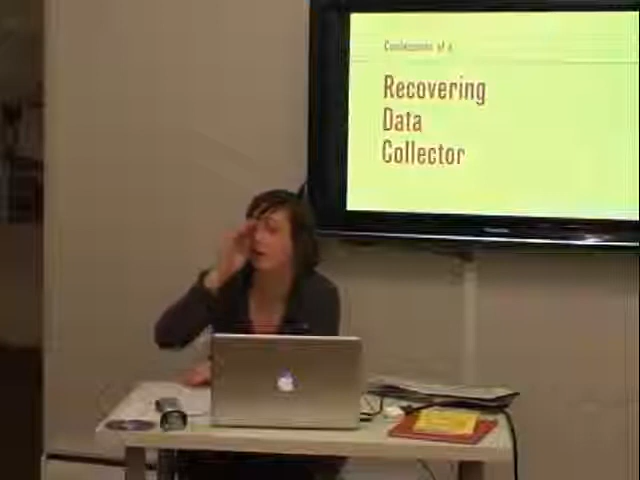 Confessions of a
Recovering
Data
Collector